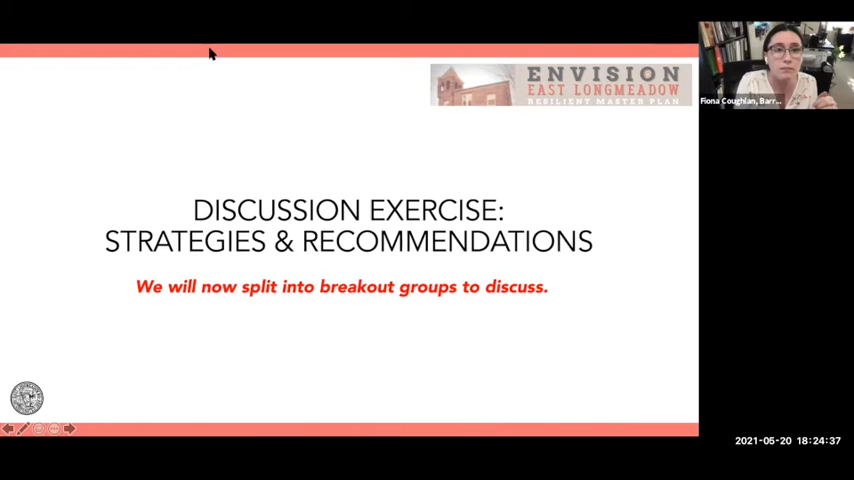 ENVISION
EAST LONGMEADOW
RESILIENT MASTER PLAN
Fiona Coughlan, Barr...
DISCUSSION EXERCISE:
STRATEGIES & RECOMMENDATIONS
We will now split into breakout groups to discuss.
2021-05-20 18:24:37